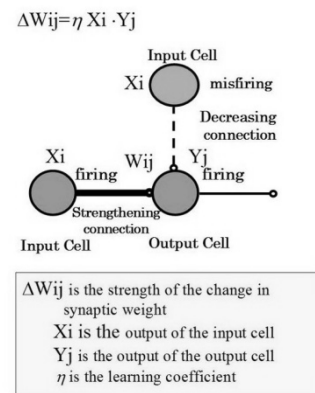 ΔWij=η Xi ·Yj
Input Cell
Xi
misfiring
Decreasing
connection
Xi
firing
Wij
Yj
firing
Strengthening
connection
Input Cell
Output Cell
ΔWij is the strength of the change in
synaptic weight
Xi is the output of the input cell
Yj is the output of the output cell
η is the learning coefficient